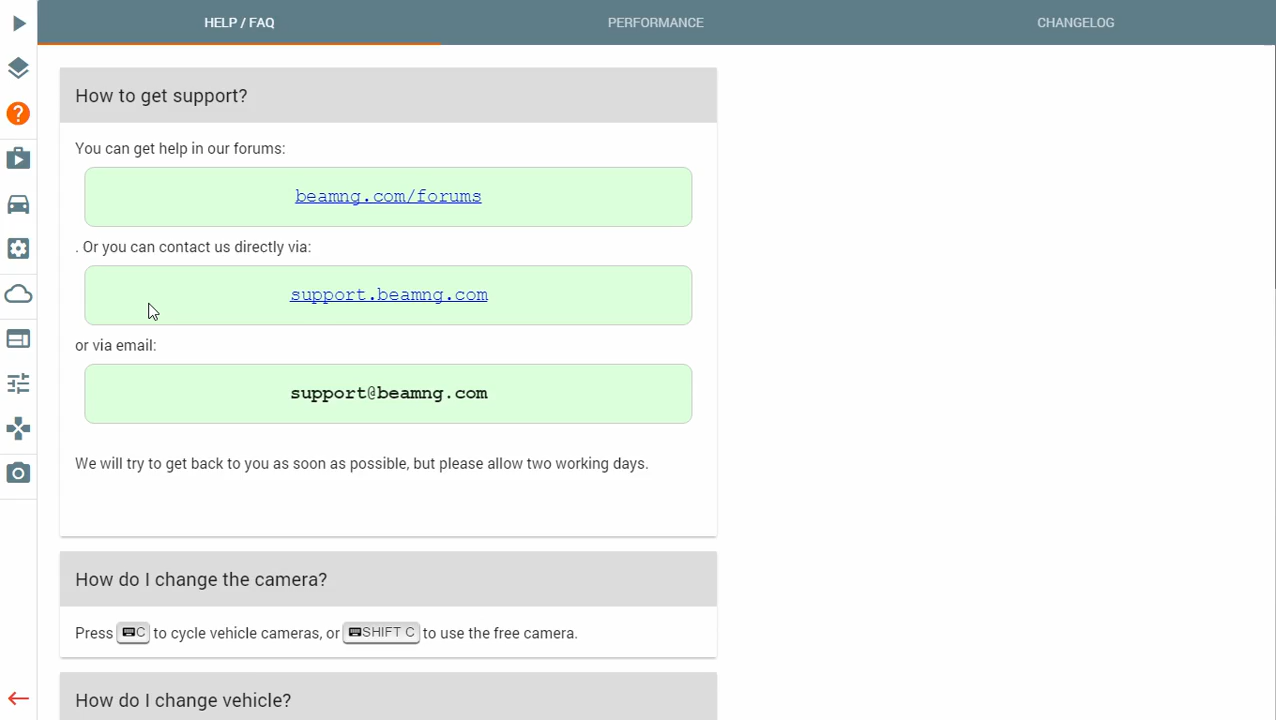 HELP / FAQ
PERFORMANCE
CHANGELOG
How to get support?
You can get help in our forums:
beamng.com/forums
. Or you can contact us directly via:
support.beamng.com
or via email:
support@beamng.com
We will try to get back to you as soon as possible, but please allow two working days.
How do I change the camera?
Press C to cycle vehicle cameras, or SHIFT C to use the free camera.
How do I change vehicle?